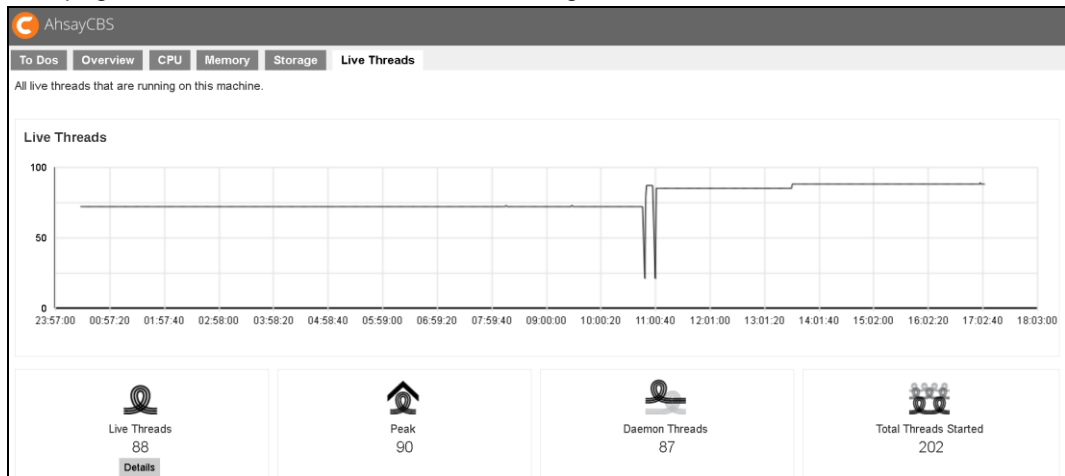 AhsayCBS
To Dos Overview CPU Memory Storage Live Threads
All live threads that are running on this machine.
Live Threads
100
50
0
23:57:00 00:57:20 01:57:40 02:58:00 03:58:20 04:58:40 05:59:00 06:59:20 07:59:40 09:00:00 10:00:20 11:00:40 12:01:00 13:01:20 14:01:40 15:02:00 16:02:20 17:02:40 18:03:00
Live Threads Peak Daemon Threads Total Threads Started
88 90 87 202
Details